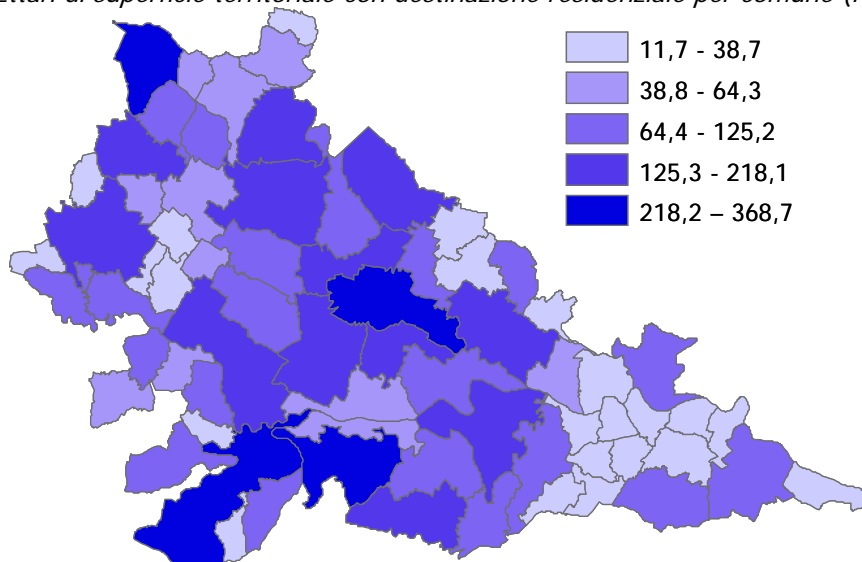 di superficie territoriale con destinazione residenziale per comune
11,7 - 38,7
38,8 - 64,3
64,4 - 125,2
125,3 - 218,1
218,2 – 368,7